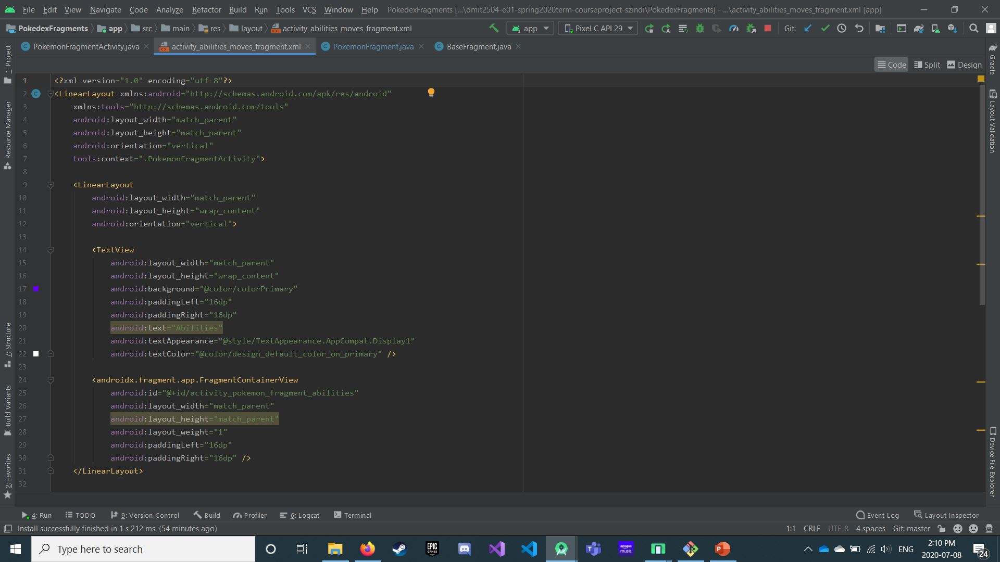 File Edit View Navigate Code Analyze Refactor Build Run Tools VCS Window Help PokedexFragments [...\dmit2504-e01-spring2020term-courseproject-szindi\PokedexFragments] - ...\activity_abilities_moves_fragment.xml [app]
PokedexFragments app src main res layout activity_abilities_moves_fragment.xml app Pixel C API 29 Git:
PokemonFragmentActivity.java activity_abilities_moves_fragment.xml PokemonFragment.java BaseFragment.java
Code Split Design
1 <?xml version="1.0" encoding="utf-8"?>
2 <LinearLayout xmlns:android="http://schemas.android.com/apk/res/android"
3 xmlns:tools="http://schemas.android.com/tools"
4 android:layout_width="match_parent"
5 android:layout_height="match_parent"
6 android:orientation="vertical"
7 tools:context=".PokemonFragmentActivity">
8
9 <LinearLayout
10 android:layout_width="match_parent"
11 android:layout_height="wrap_content"
12 android:orientation="vertical">
13
14 <TextView
15 android:layout_width="match_parent"
16 android:layout_height="wrap_content"
17 android:background="@color/colorPrimary"
18 android:paddingLeft="16dp"
19 android:paddingRight="16dp"
20 android:text="Abilities"
21 android:textAppearance="@style/TextAppearance.AppCompat.Display1"
22 android:textColor="@color/design_default_color_on_primary" />
23
24 <androidx.fragment.app.FragmentContainerView
25 android:id="@+id/activity_pokemon_fragment_abilities"
26 android:layout_width="match_parent"
27 android:layout_height="match_parent"
28 android:layout_weight="1"
29 android:paddingLeft="16dp"
30 android:paddingRight="16dp" />
31 </LinearLayout>
32
1: Project
Resource Manager
7: Structure
Build Variants
2: Favorites
Gradle
Layout Validation
Device File Explorer
4: Run TODO 9: Version Control Build Profiler 6: Logcat Terminal Event Log Layout Inspector
Install successfully finished in 1 s 212 ms. (54 minutes ago) 1:1 CRLF UTF-8 4 spaces Git: master
Type here to search
EPIC GAMES
amazon music
ENG
2:10 PM
2020-07-08
24